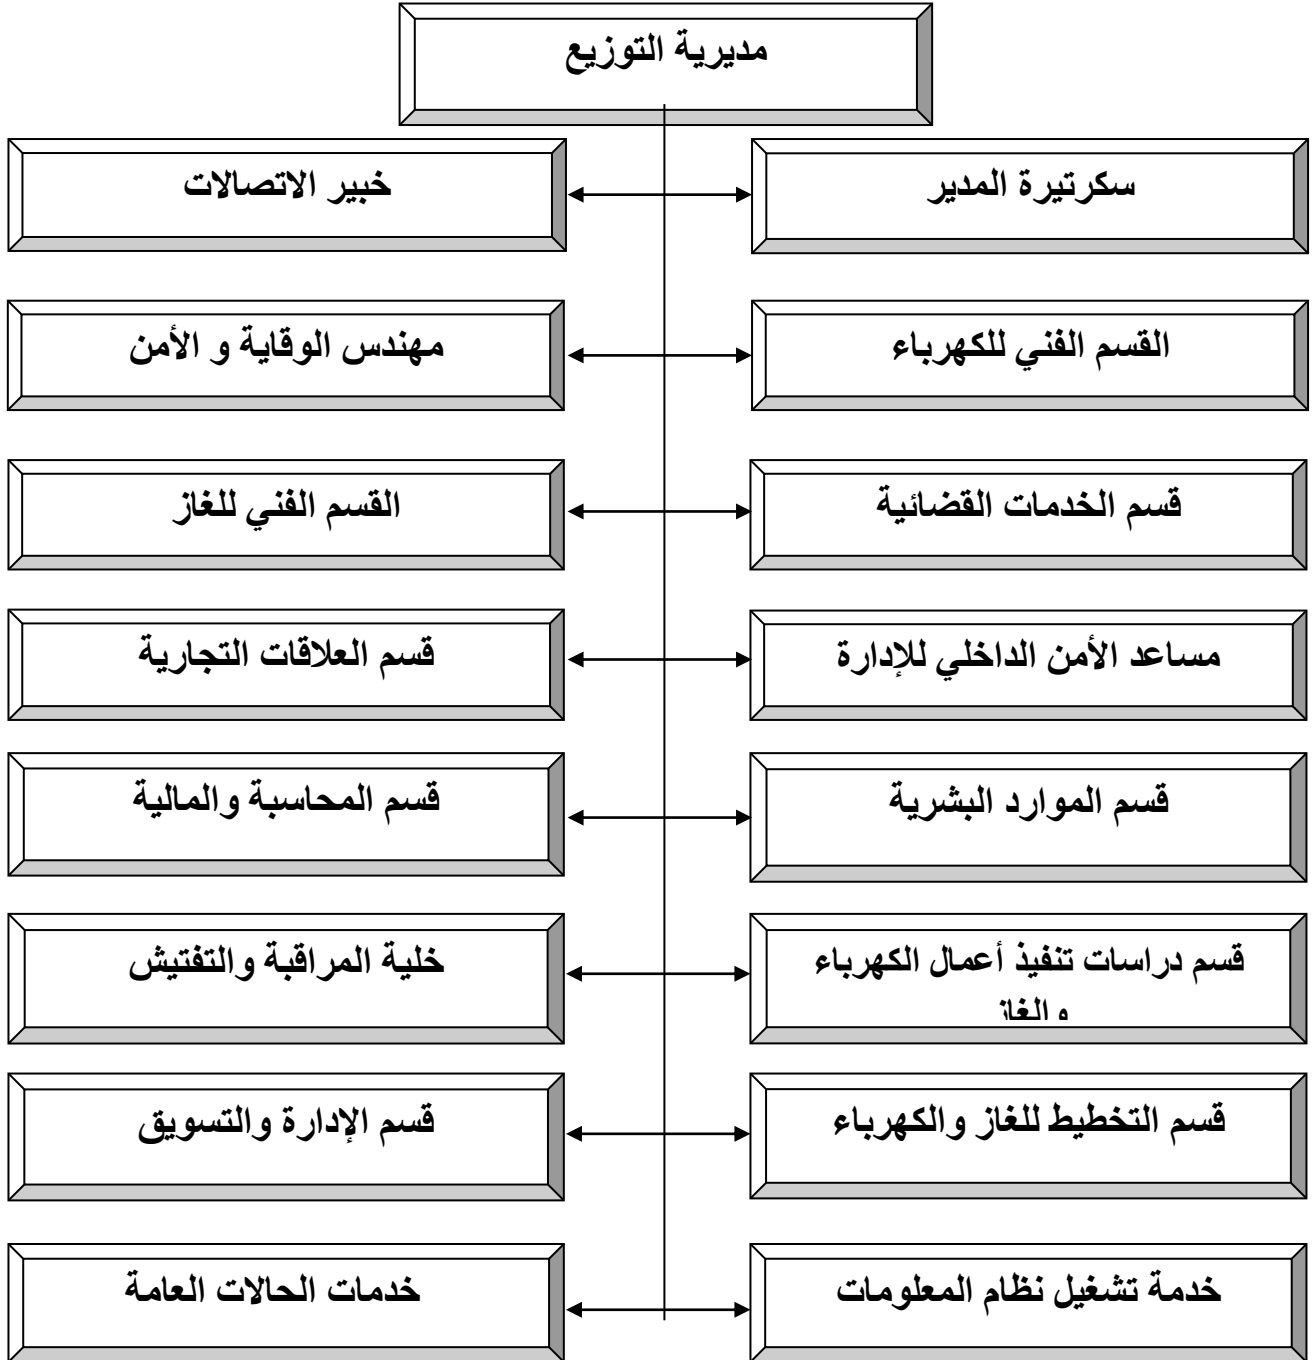 مديرية التوزيع
سكرتيرة المدير
خبير الاتصالات
القسم الفني للكهرباء
مهندس الوقاية و الأمن
قسم الخدمات القضائية
القسم الفني للغاز
مساعد الأمن الداخلي للإدارة
قسم العلاقات التجارية
قسم الموارد البشرية
قسم المحاسبة والمالية
قسم دراسات تنفيذ أعمال الكهرباء
والغاز
خلية المراقبة والتفتيش
قسم التخطيط للغاز والكهرباء
قسم الإدارة والتسويق
خدمة تشغيل نظام المعلومات
خدمات الحالات العامة